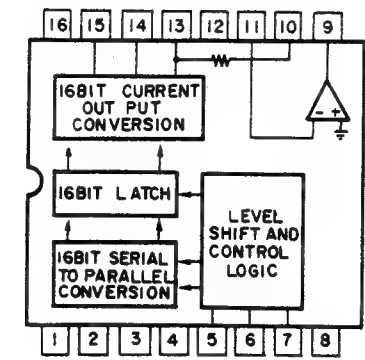 16 15 14 13 12 11 10 9
16BIT CURRENT
OUT PUT
CONVERSION
- +
16BIT LATCH
LEVEL
SHIFT AND
CONTROL
LOGIC
16BIT SERIAL
TO PARALLEL
CONVERSION
1 2 3 4 5 6 7 8